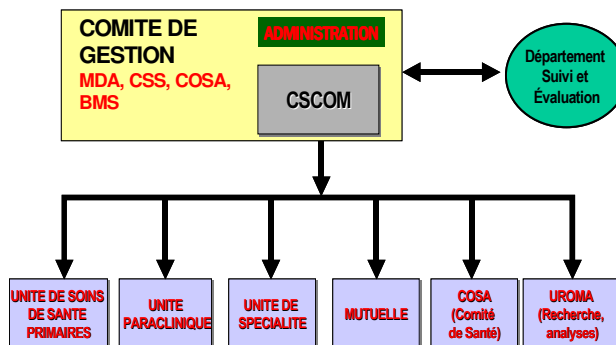 COMITE DE
GESTION
MDA, CSS, COSA,
BMS
ADMINISTRATION
CSCOM
Département
Suivi et
Évaluation
UNITE DE SOINS
DE SANTE
PRIMAIRES
UNITE
PARACLINIQUE
UNITE DE
SPECIALITE
MUTUELLE
COSA
(Comité
de Santé)
UROMA
(Recherche,
analyses)